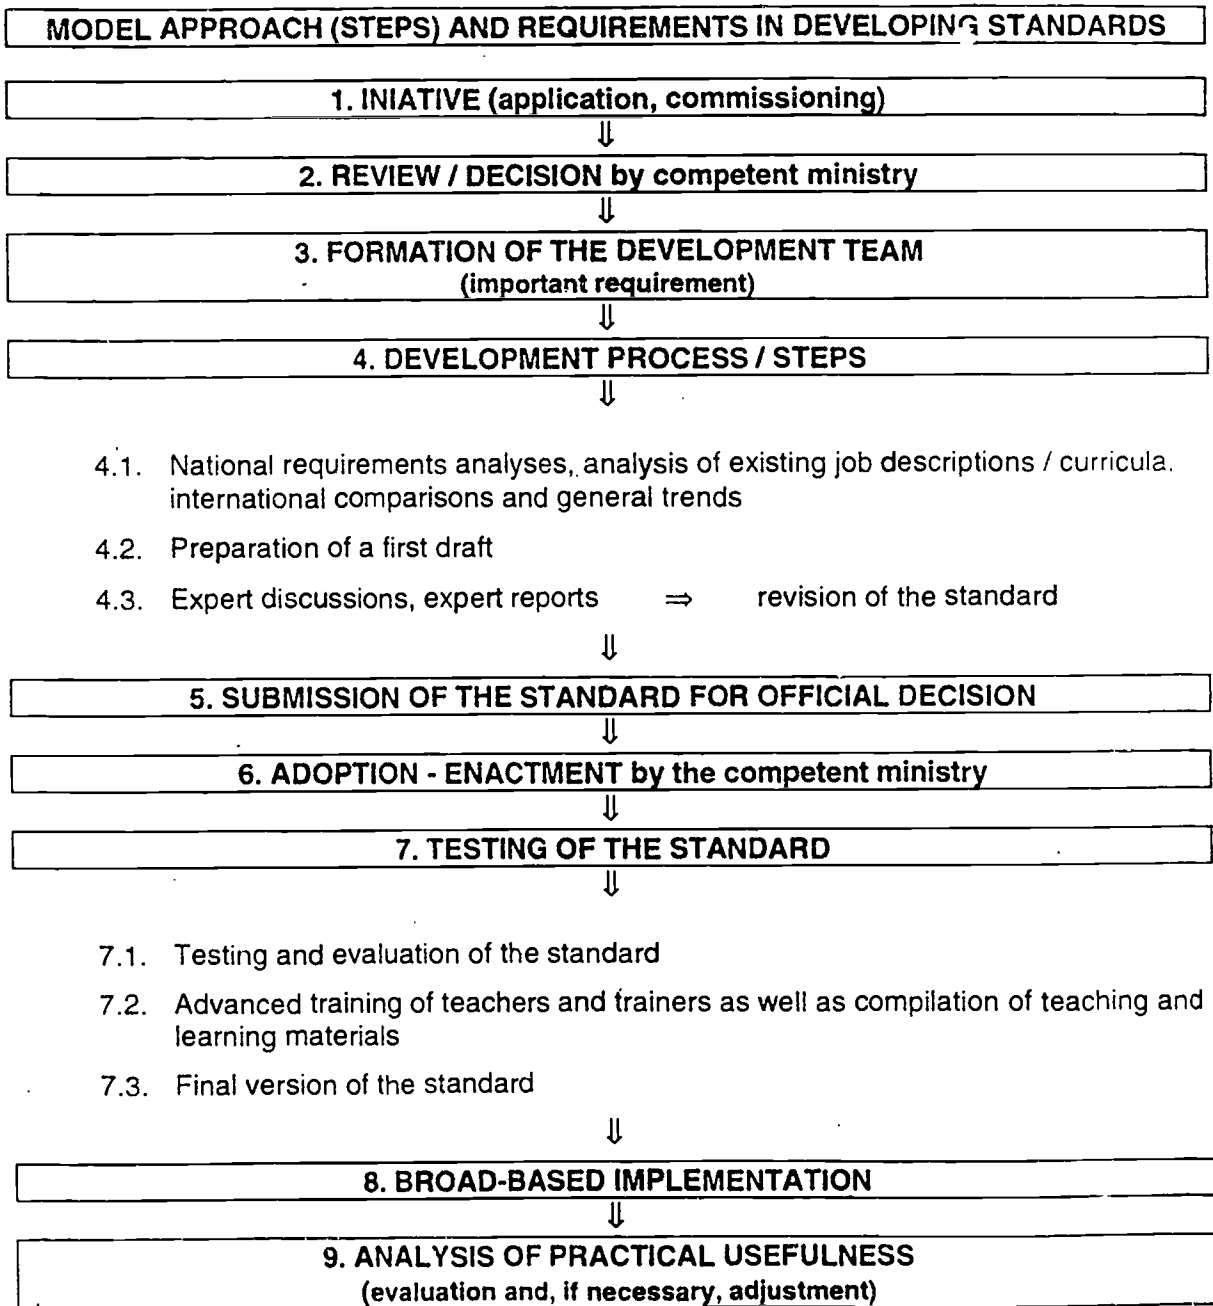 MODEL APPROACH (STEPS) AND REQUIREMENTS IN DEVELOPING STANDARDS
1. INIATIVE (application, commissioning)
⇓
2. REVIEW / DECISION by competent ministry
⇓
3. FORMATION OF THE DEVELOPMENT TEAM
(important requirement)
⇓
4. DEVELOPMENT PROCESS / STEPS
⇓
4.1. National requirements analyses, analysis of existing job descriptions / curricula,
international comparisons and general trends
4.2. Preparation of a first draft
4.3. Expert discussions, expert reports ⇒ revision of the standard
⇓
5. SUBMISSION OF THE STANDARD FOR OFFICIAL DECISION
⇓
6. ADOPTION - ENACTMENT by the competent ministry
⇓
7. TESTING OF THE STANDARD
⇓
7.1. Testing and evaluation of the standard
7.2. Advanced training of teachers and trainers as well as compilation of teaching and
learning materials
7.3. Final version of the standard
⇓
8. BROAD-BASED IMPLEMENTATION
⇓
9. ANALYSIS OF PRACTICAL USEFULNESS
(evaluation and, if necessary, adjustment)